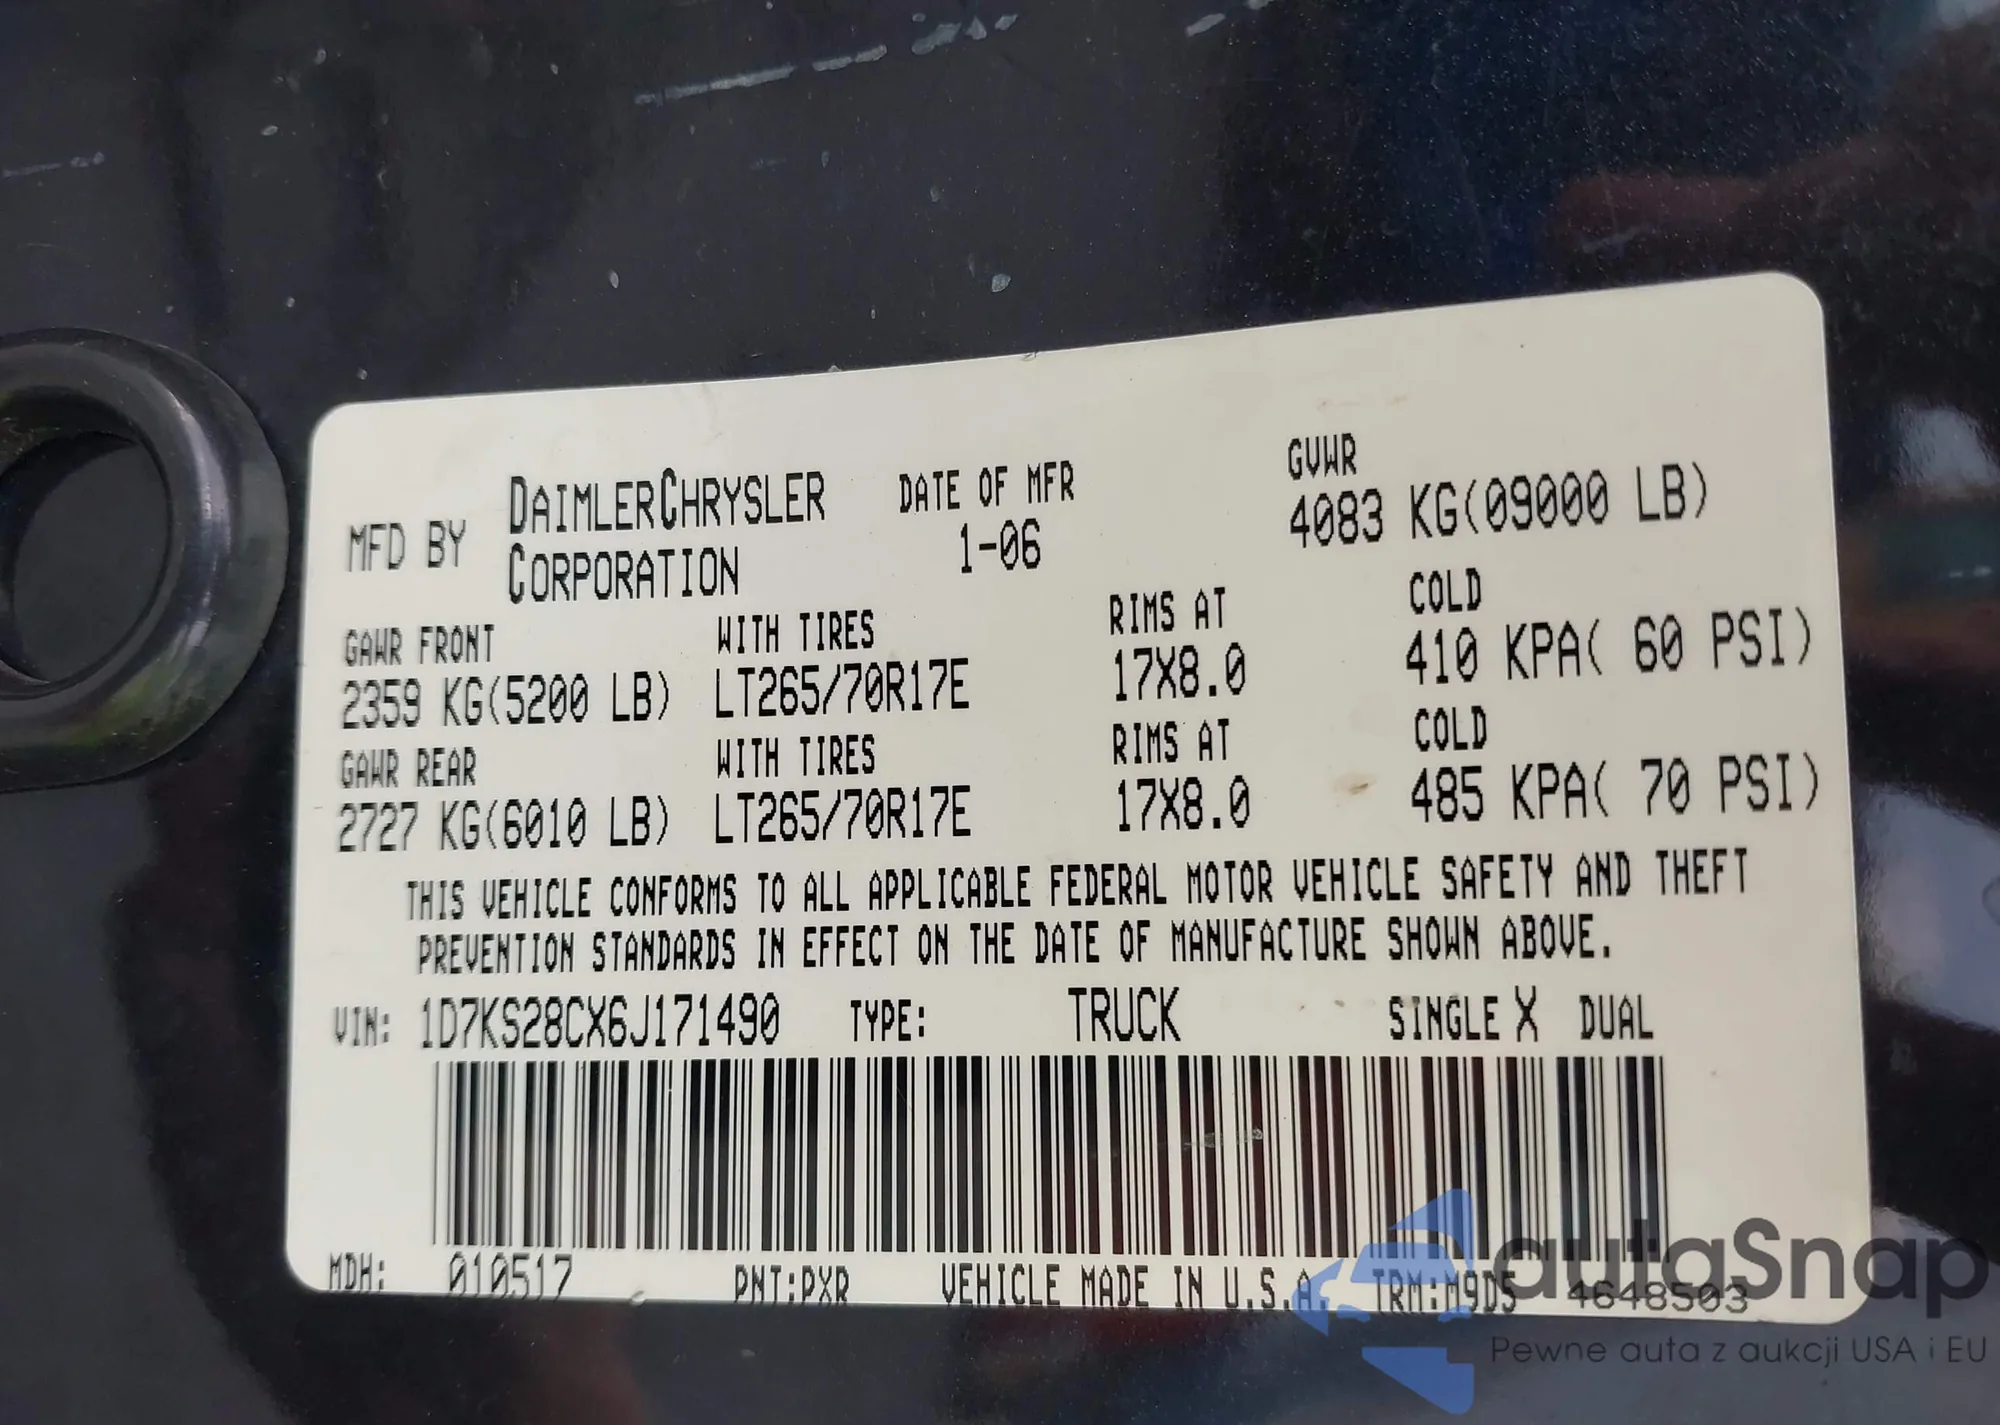 MFD BY DAIMLERCHRYSLER CORPORATION DATE OF MFR 1-06 GVWR 4083 KG(09000 LB)
GAWR FRONT WITH TIRES RIMS AT COLD
2359 KG(5200 LB) LT265/70R17E 17X8.0 410 KPA( 60 PSI)
GAWR REAR WITH TIRES RIMS AT COLD
2727 KG(6010 LB) LT265/70R17E 17X8.0 485 KPA( 70 PSI)
THIS VEHICLE CONFORMS TO ALL APPLICABLE FEDERAL MOTOR VEHICLE SAFETY AND THEFT
PREVENTION STANDARDS IN EFFECT ON THE DATE OF MANUFACTURE SHOWN ABOVE.
VIN: 1D7KS28CX6J171490 TYPE: TRUCK SINGLE X DUAL
MDH: 010517 PNT:PXR VEHICLE MADE IN U.S.A. TRM:M9D5 4648503
autaSnap
Pewne auta z aukcji USA i EU